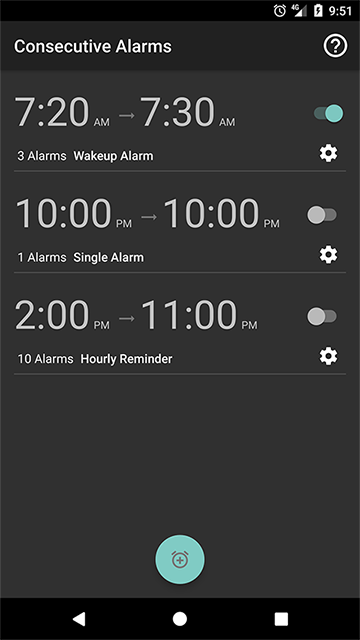 4G 9:51
Consecutive Alarms
7:20 AM → 7:30 AM
3 Alarms Wakeup Alarm
10:00 PM → 10:00 PM
1 Alarms Single Alarm
2:00 PM → 11:00 PM
10 Alarms Hourly Reminder